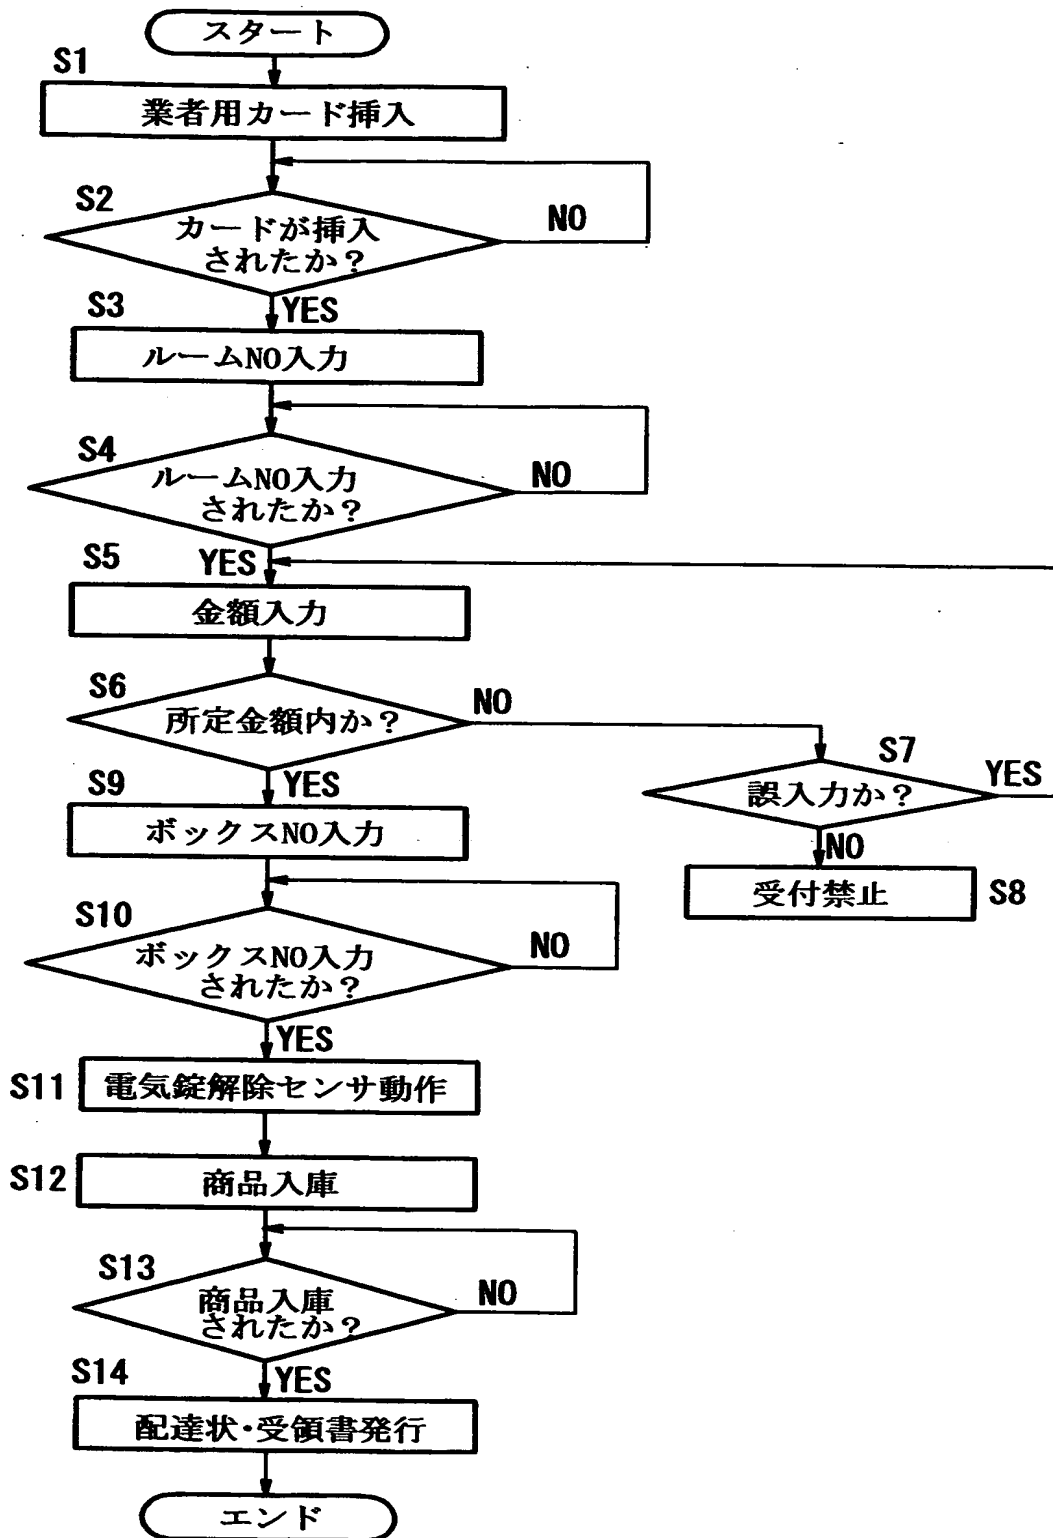 スタート
S1
業者用カード挿入
S2
カードが挿入
されたか?
NO
YES
S3
ルームNO入力
S4
ルームNO入力
されたか?
NO
YES
S5
金額入力
S6
所定金額内か?
NO
YES
S7
誤入力か?
YES
NO
受付禁止
S8
S9
ボックスNO入力
S10
ボックスNO入力
されたか?
NO
YES
S11
電気錠解除センサ動作
S12
商品入庫
S13
商品入庫
されたか?
NO
YES
S14
配達状・受領書発行
エンド